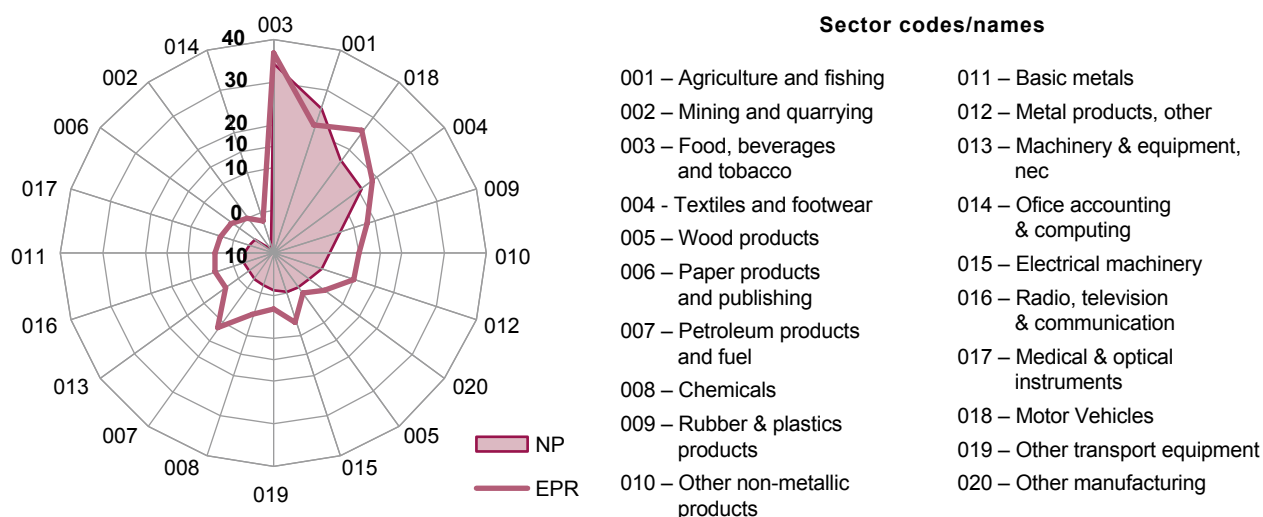 003
40
014
001
002
018
30
006
004
20
10
017
009
10
0
011
10
010
016
012
013
020
007
005
008
015
019
NP
EPR
Sector codes/names
001 – Agriculture and fishing
002 – Mining and quarrying
003 – Food, beverages
and tobacco
004 - Textiles and footwear
005 – Wood products
006 – Paper products
and publishing
007 – Petroleum products
and fuel
008 – Chemicals
009 – Rubber & plastics
products
010 – Other non-metallic
products
011 – Basic metals
012 – Metal products, other
013 – Machinery & equipment,
nec
014 – Ofice accounting
& computing
015 – Electrical machinery
016 – Radio, television
& communication
017 – Medical & optical
instruments
018 – Motor Vehicles
019 – Other transport equipment
020 – Other manufacturing